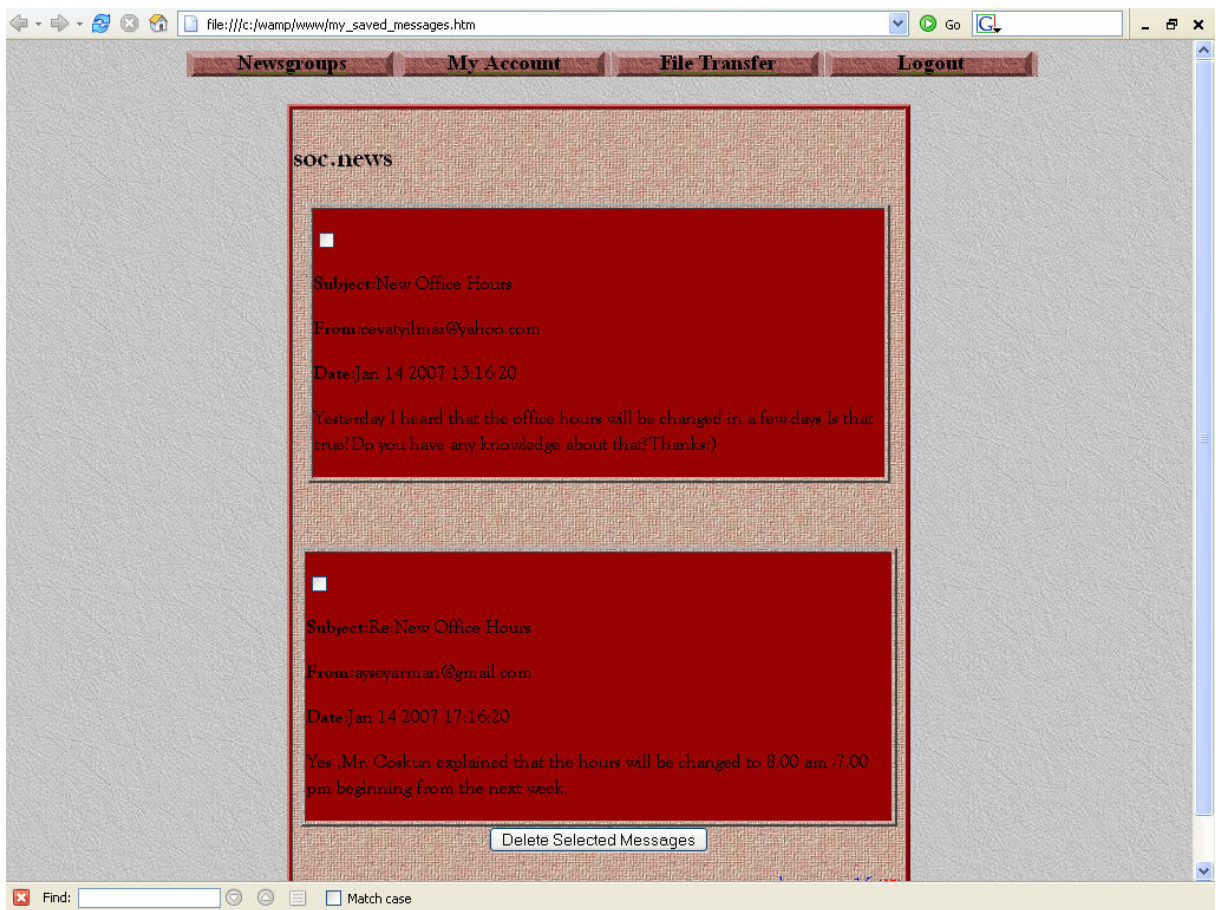 file:///c:/wamp/www/my_saved_messages.htm Go G
Newsgroups My Account File Transfer Logout
soc.news
Subject:New Office Hours
From:cevatyilmaz@yahoo.com
Date:Jan 14 2007 13:16:20
Yesterday I heard that the office hours will be changed in a few days.Is that
true?Do you have any knowledge about that?Thanks:)
Subject:Re:New Office Hours
From:ayseyarman@gmail.com
Date:Jan 14 2007 17:16:20
Yes ,Mr. Coskun explained that the hours will be changed to 8.00 am -7.00
pm beginning from the next week.
Delete Selected Messages
Find: Match case